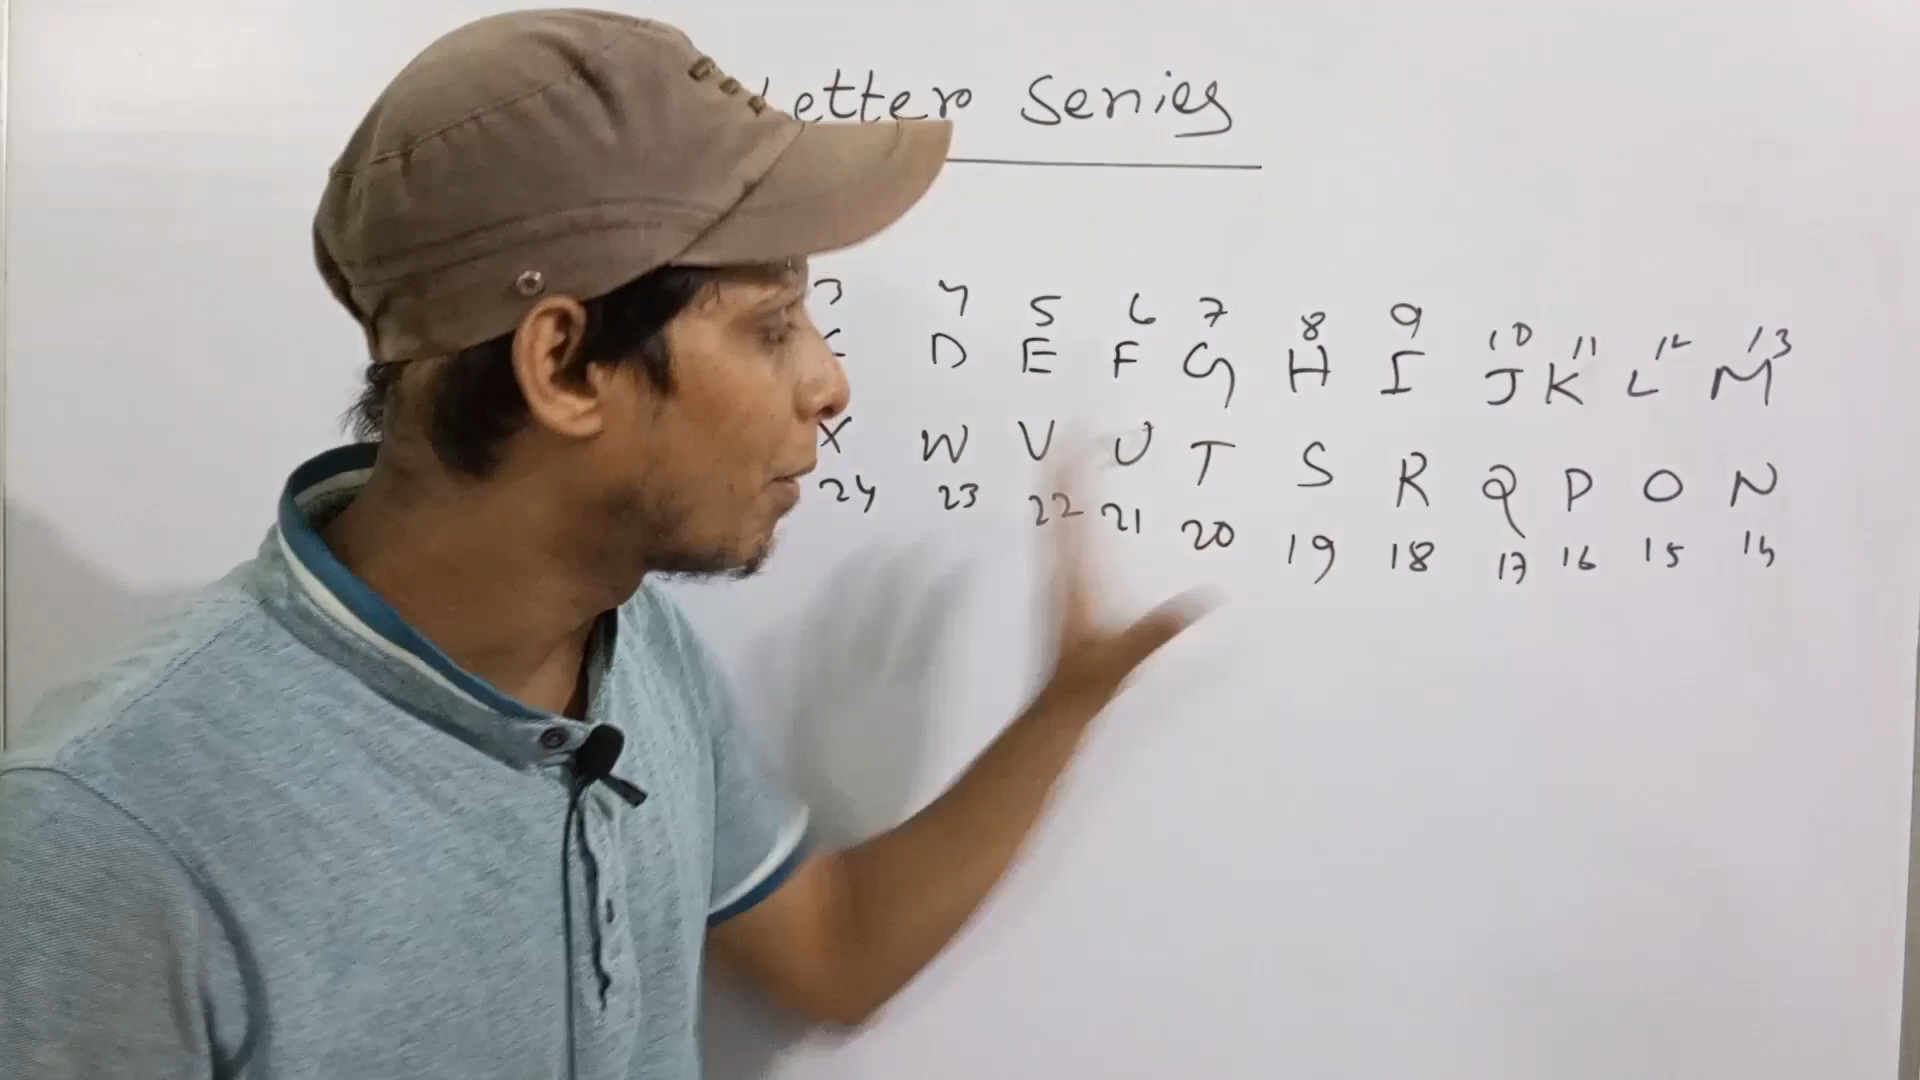 etter Series
3 4 5 6 7 8 9 10 11 12 13
D E F G H I J K L M
X W V U T S R Q P O N
24 23 22 21 20 19 18 17 16 15 14